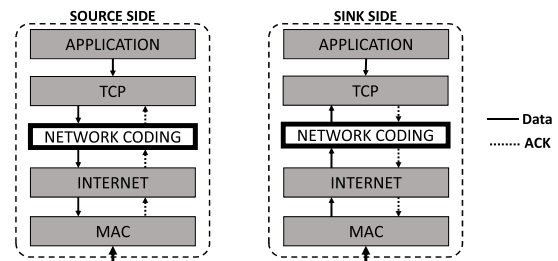 SOURCE SIDE
APPLICATION
TCP
NETWORK CODING
INTERNET
MAC
SINK SIDE
APPLICATION
TCP
NETWORK CODING
INTERNET
MAC
Data
ACK